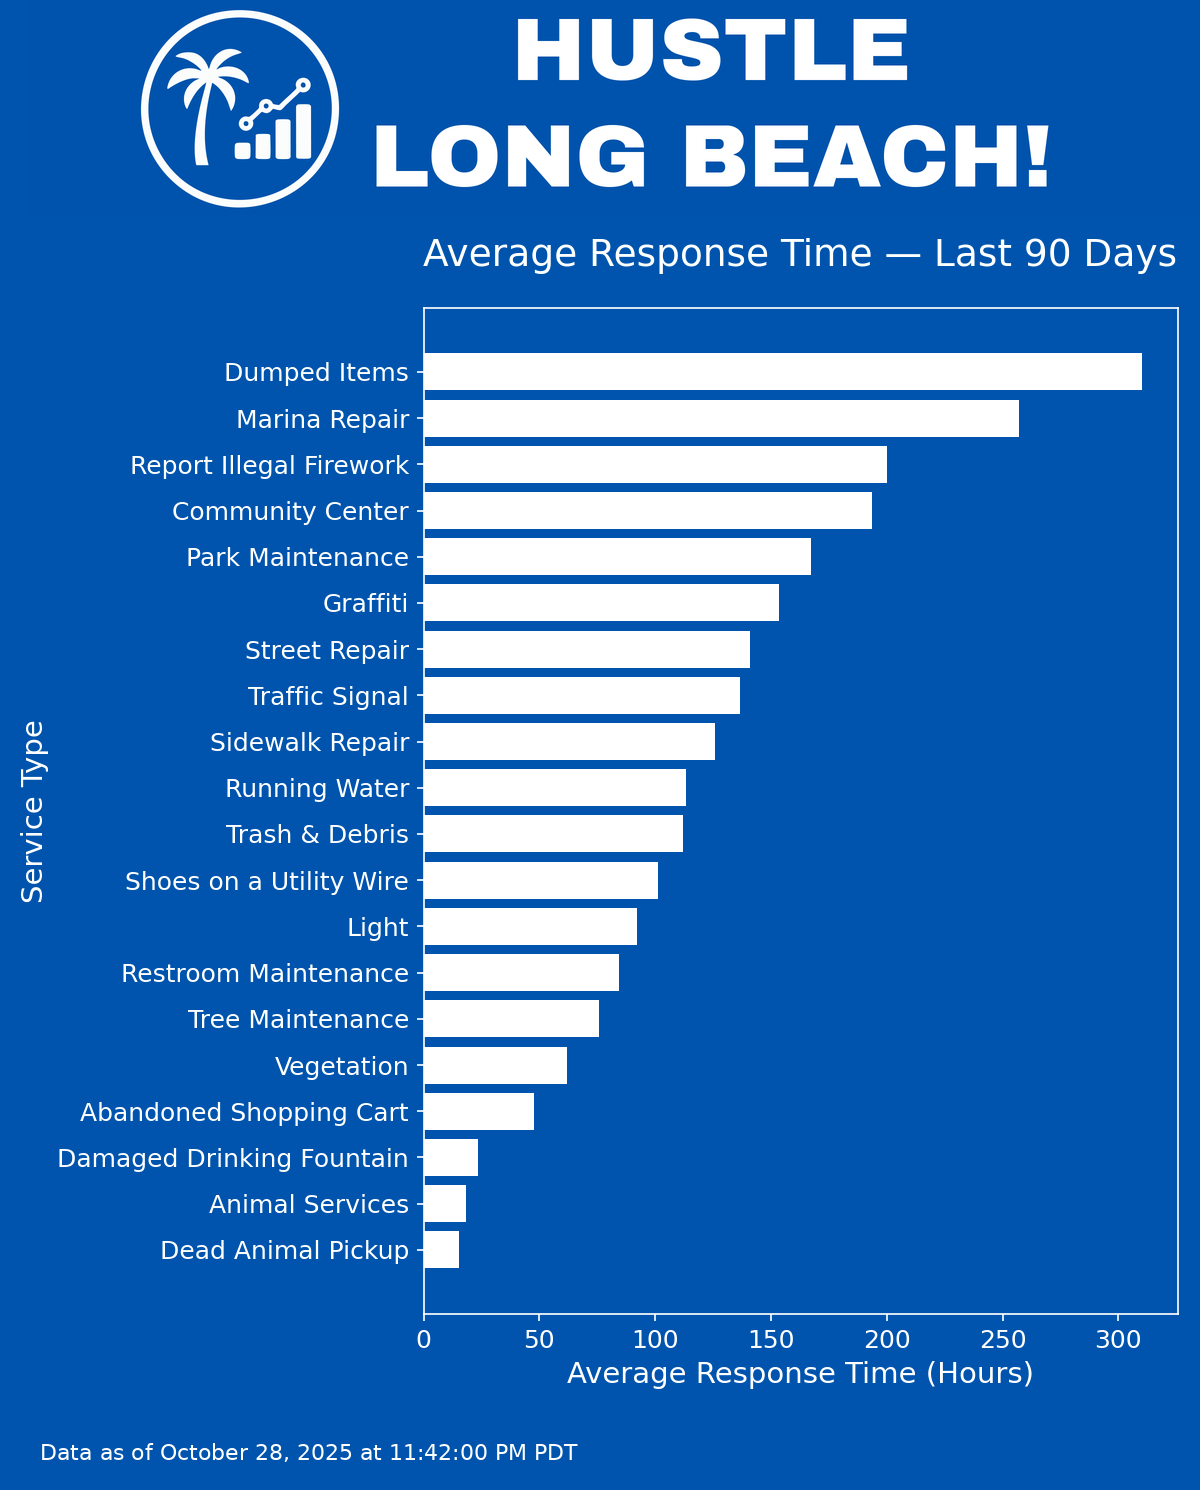 HUSTLE
LONG BEACH!
Average Response Time — Last 90 Days
Service Type
Dumped Items
Marina Repair
Report Illegal Firework
Community Center
Park Maintenance
Graffiti
Street Repair
Traffic Signal
Sidewalk Repair
Running Water
Trash & Debris
Shoes on a Utility Wire
Light
Restroom Maintenance
Tree Maintenance
Vegetation
Abandoned Shopping Cart
Damaged Drinking Fountain
Animal Services
Dead Animal Pickup
0 50 100 150 200 250 300
Average Response Time (Hours)
Data as of October 28, 2025 at 11:42:00 PM PDT